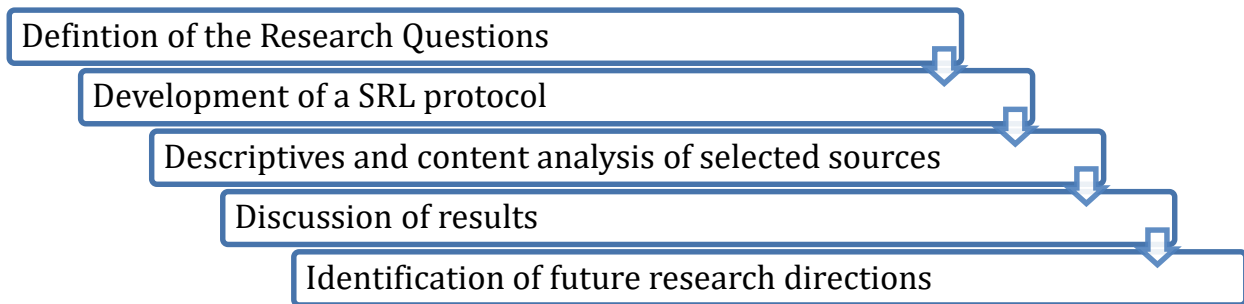 Defintion of the Research Questions
Development of a SRL protocol
Descriptives and content analysis of selected sources
Discussion of results
Identification of future research directions